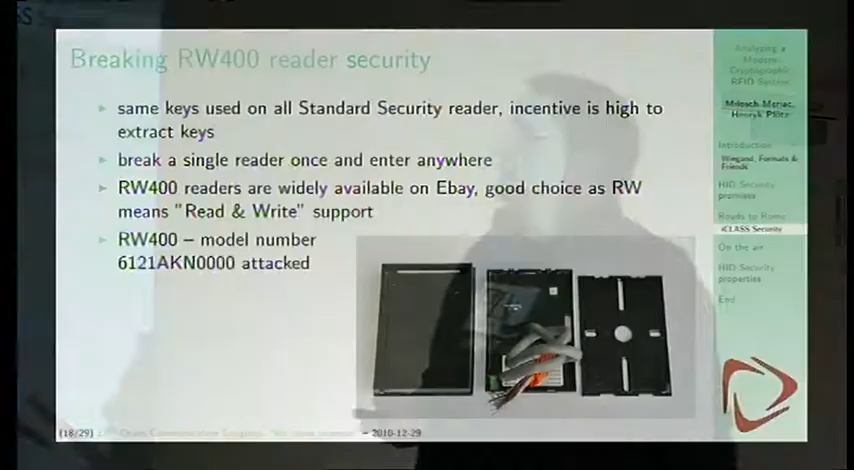 Breaking RW400 reader security
same keys used on all Standard Security reader, incentive is high to
extract keys
break a single reader once and enter anywhere
RW400 readers are widely available on Ebay, good choice as RW
means "Read & Write" support
RW400 – model number
6121AKN0000 attacked
Analyzing a
Modern
Cryptographic
RFID System
Milosch Meriac,
Henryk Plötz
Introduction
Wiegand, Formats &
Friends
HID Security
promises
Roads to Rome
iCLASS Security
On the air
HID Security
properties
End
(18/29)
– 2010-12-29